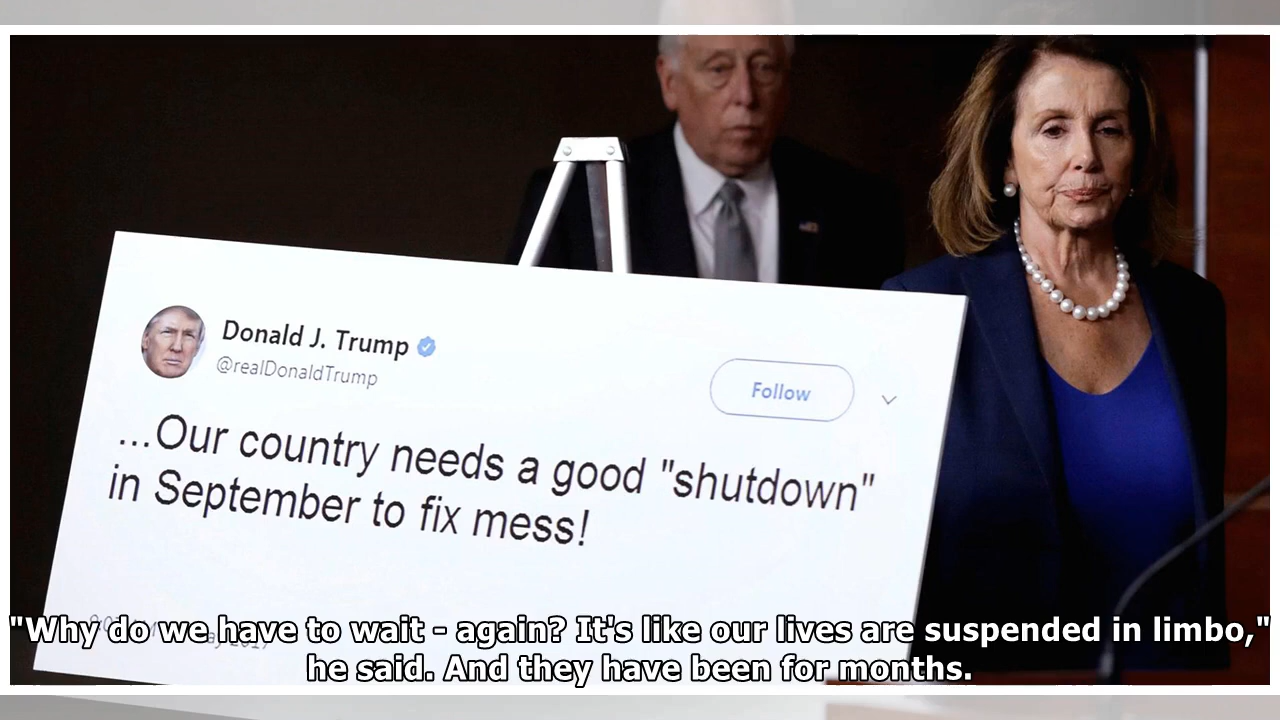 Donald J. Trump
@realDonaldTrump
Follow
...Our country needs a good "shutdown"
in September to fix mess!
"Why do we have to wait - again? It's like our lives are suspended in limbo,"
he said. And they have been for months.